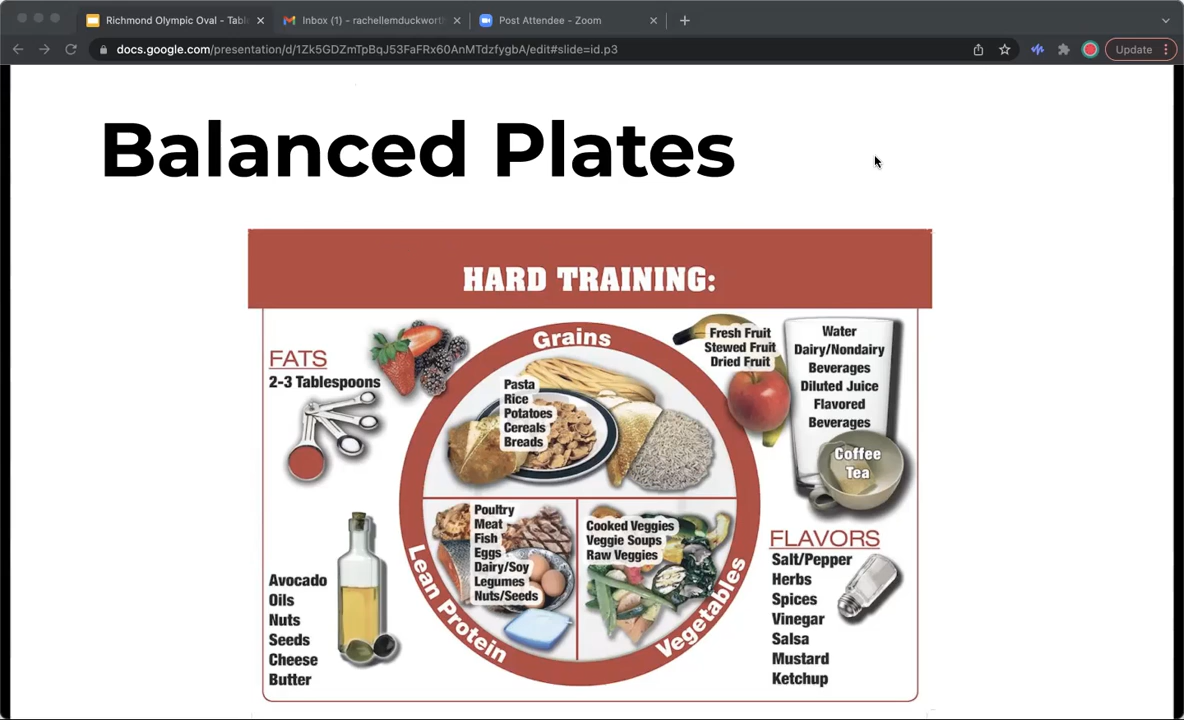 Richmond Olympic Oval - Tabl
Inbox (1) - rachellemduckwort
Post Attendee - Zoom
docs.google.com/presentation/d/1Zk5GDZmTpBqJ53FaFRx60AnMTdzfygbA/edit#slide=id.p3
Update
Balanced Plates
HARD TRAINING:
FATS
2-3 Tablespoons
Avocado
Oils
Nuts
Seeds
Cheese
Butter
Grains
Pasta
Rice
Potatoes
Cereals
Breads
Lean Protein
Poultry
Meat
Fish
Eggs
Dairy/Soy
Legumes
Nuts/Seeds
Vegetables
Cooked Veggies
Veggie Soups
Raw Veggies
Fresh Fruit
Stewed Fruit
Dried Fruit
Water
Dairy/Nondairy
Beverages
Diluted Juice
Flavored
Beverages
Coffee
Tea
FLAVORS
Salt/Pepper
Herbs
Spices
Vinegar
Salsa
Mustard
Ketchup